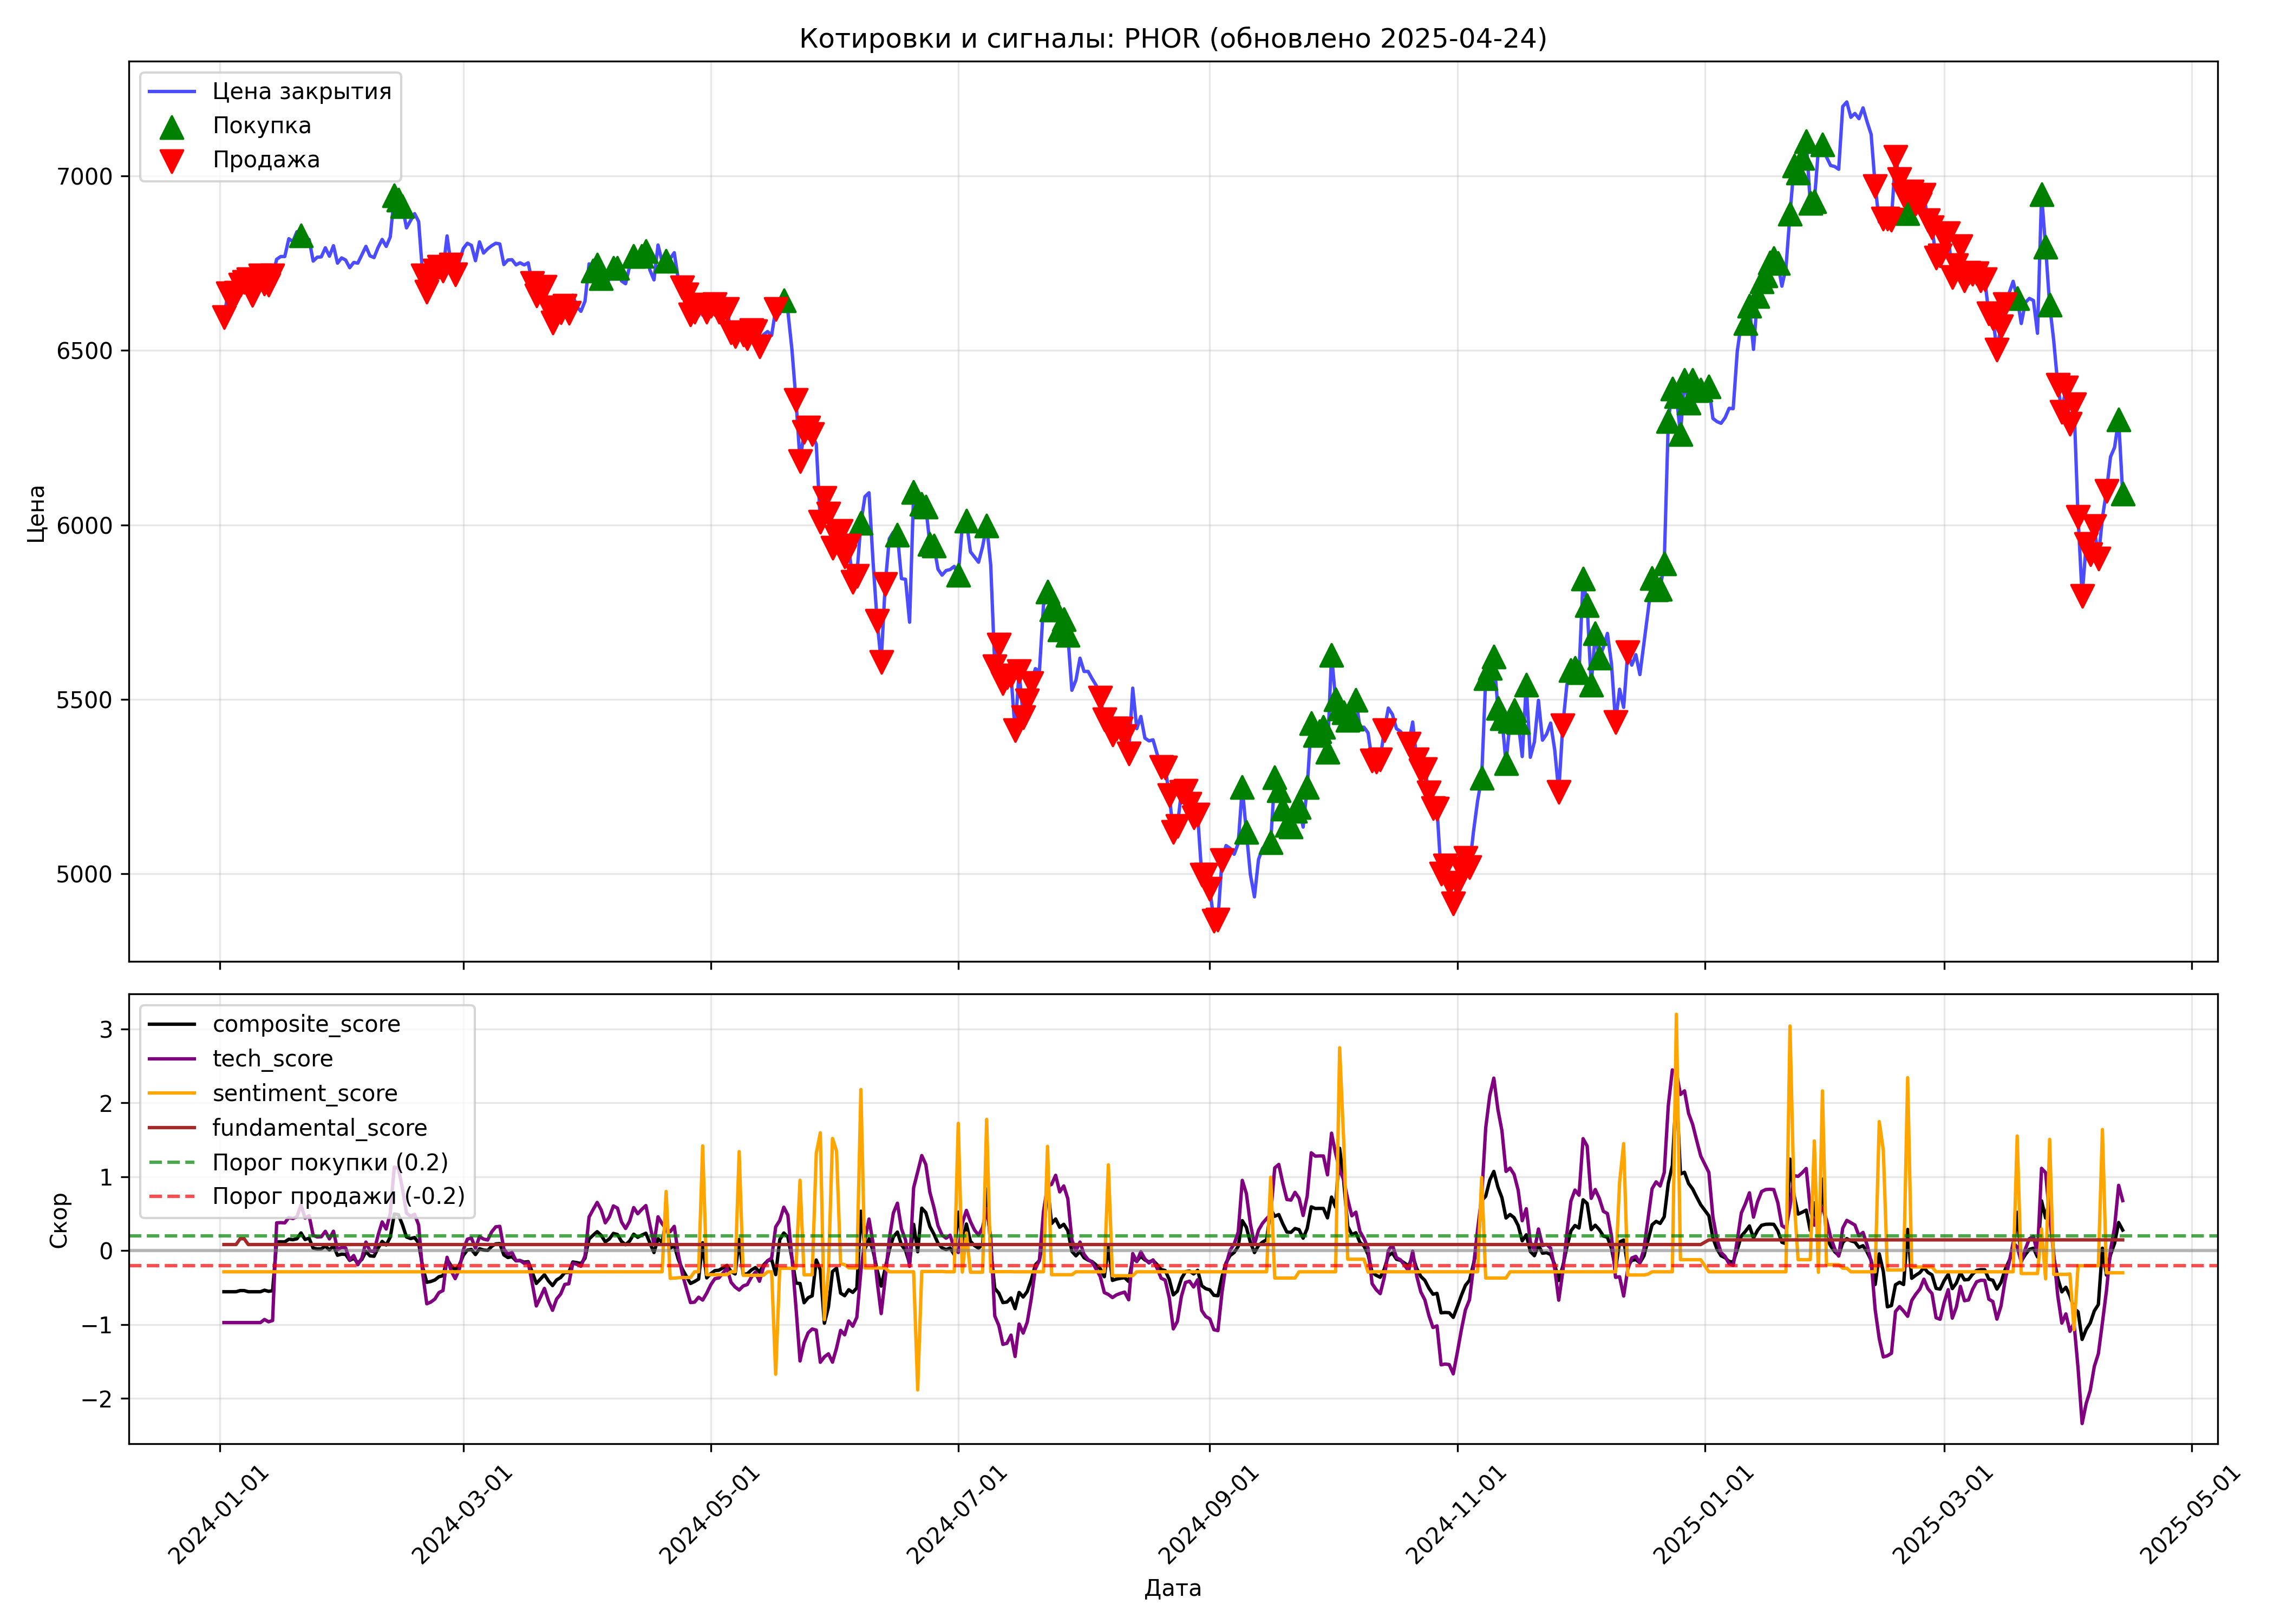 Котировки и сигналы: PHOR (обновлено 2025-04-24)
Цена закрытия
Покупка
Продажа
Цена
7000
6500
6000
5500
5000
composite_score
tech_score
sentiment_score
fundamental_score
Порог покупки (0.2)
Порог продажи (-0.2)
Скор
3
2
1
0
−1
−2
2024-01-01
2024-03-01
2024-05-01
2024-07-01
2024-09-01
2024-11-01
2025-01-01
2025-03-01
2025-05-01
Дата